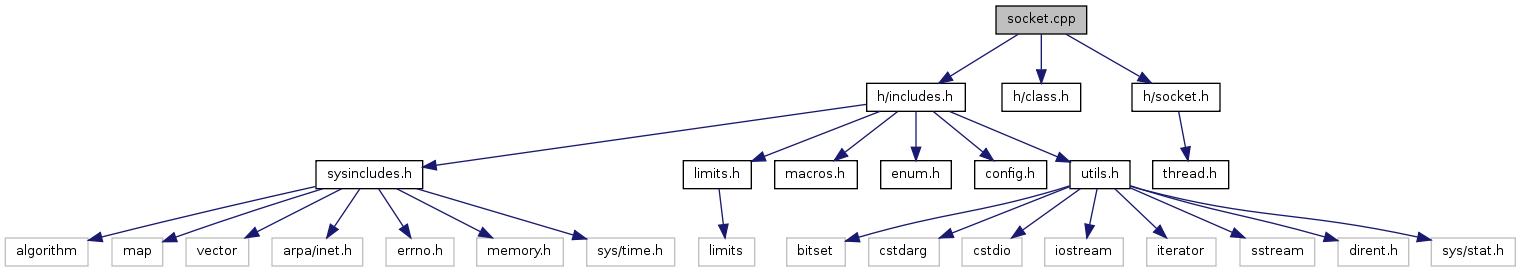 socket.cpp
h/includes.h
h/class.h
h/socket.h
sysincludes.h
limits.h
macros.h
enum.h
config.h
utils.h
thread.h
algorithm
map
vector
arpa/inet.h
errno.h
memory.h
sys/time.h
limits
bitset
cstdarg
cstdio
iostream
iterator
sstream
dirent.h
sys/stat.h